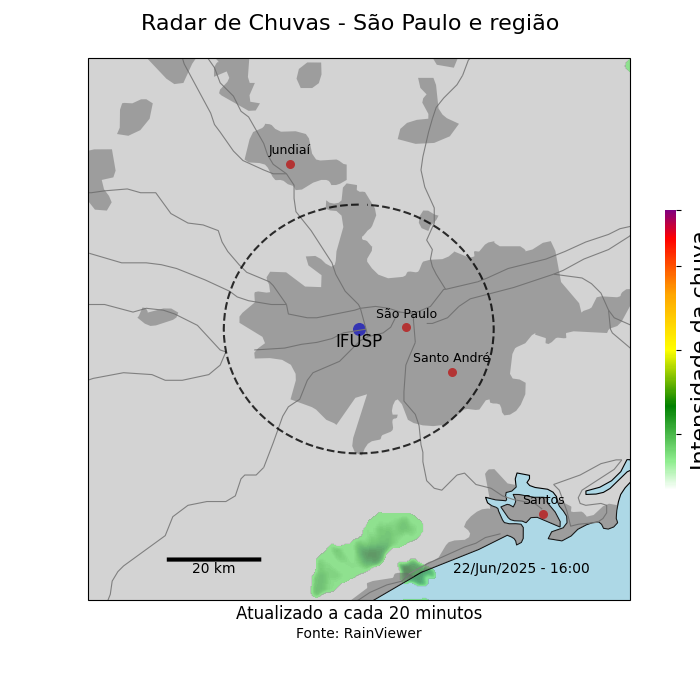 Radar de Chuvas - São Paulo e região
Jundiaí
São Paulo
IFUSP
Santo André
Santos
20 km
22/Jun/2025 - 16:00
Intensidade da chuva
Atualizado a cada 20 minutos
Fonte: RainViewer